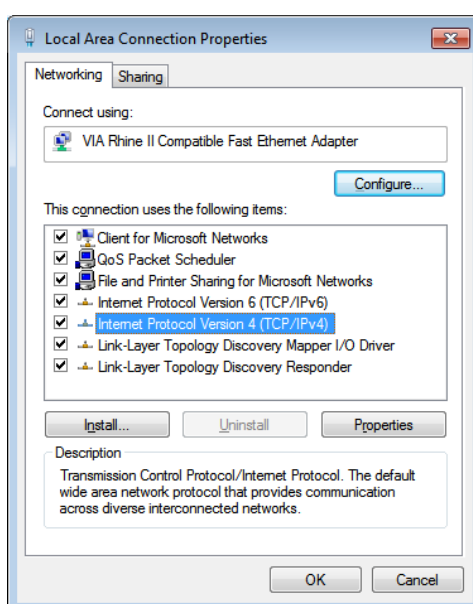 Local Area Connection Properties
Networking
Sharing
Connect using:
VIA Rhine II Compatible Fast Ethernet Adapter
Configure...
This connection uses the following items:
Client for Microsoft Networks
QoS Packet Scheduler
File and Printer Sharing for Microsoft Networks
Internet Protocol Version 6 (TCP/IPv6)
Internet Protocol Version 4 (TCP/IPv4)
Link-Layer Topology Discovery Mapper I/O Driver
Link-Layer Topology Discovery Responder
Install...
Uninstall
Properties
Description
Transmission Control Protocol/Internet Protocol. The default
wide area network protocol that provides communication
across diverse interconnected networks.
OK
Cancel